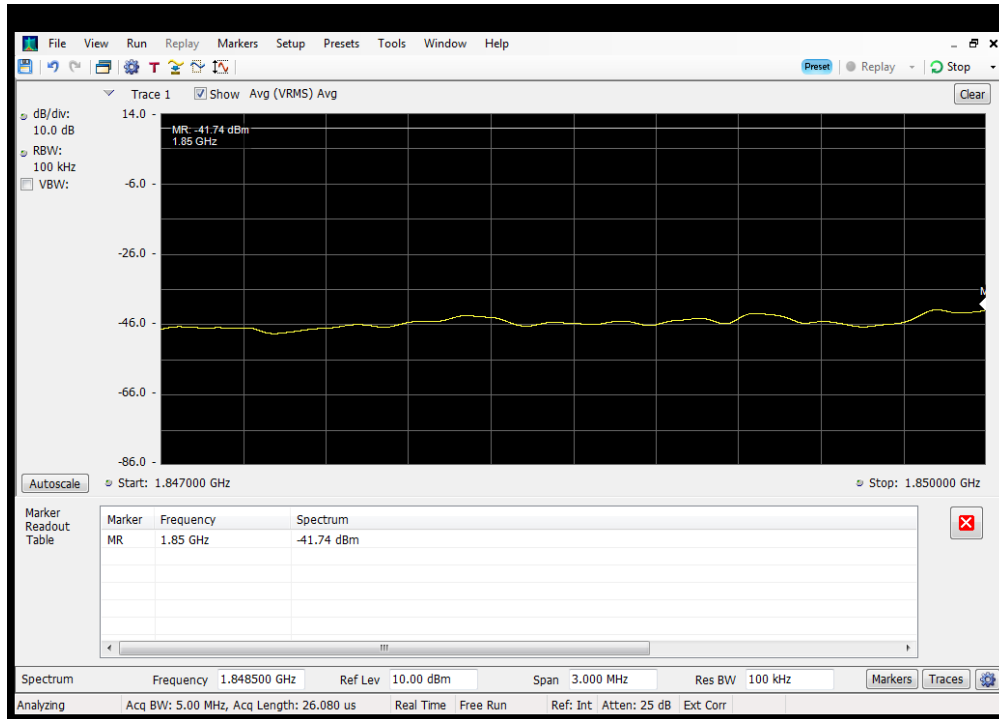 File View Run Replay Markers Setup Presets Tools Window Help
T Preset Replay Stop
Trace 1 Show Avg (VRMS) Avg Clear
dB/div:
10.0 dB
RBW:
100 kHz
VBW:
14.0
MR: -41.74 dBm
1.85 GHz
-6.0
-26.0
M
-46.0
-66.0
-86.0
Autoscale Start: 1.847000 GHz Stop: 1.850000 GHz
Marker
Readout
Table
Marker Frequency Spectrum
MR 1.85 GHz -41.74 dBm
Spectrum Frequency 1.848500 GHz Ref Lev 10.00 dBm Span 3.000 MHz Res BW 100 kHz Markers Traces
Analyzing Acq BW: 5.00 MHz, Acq Length: 26.080 us Real Time Free Run Ref: Int Atten: 25 dB Ext Corr